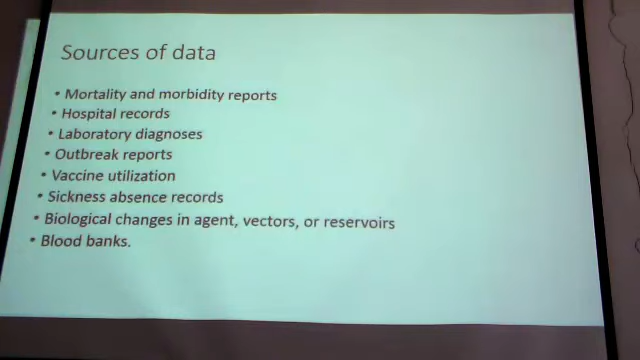 Sources of data
• Mortality and morbidity reports
• Hospital records
• Laboratory diagnoses
• Outbreak reports
• Vaccine utilization
• Sickness absence records
• Biological changes in agent, vectors, or reservoirs
• Blood banks.